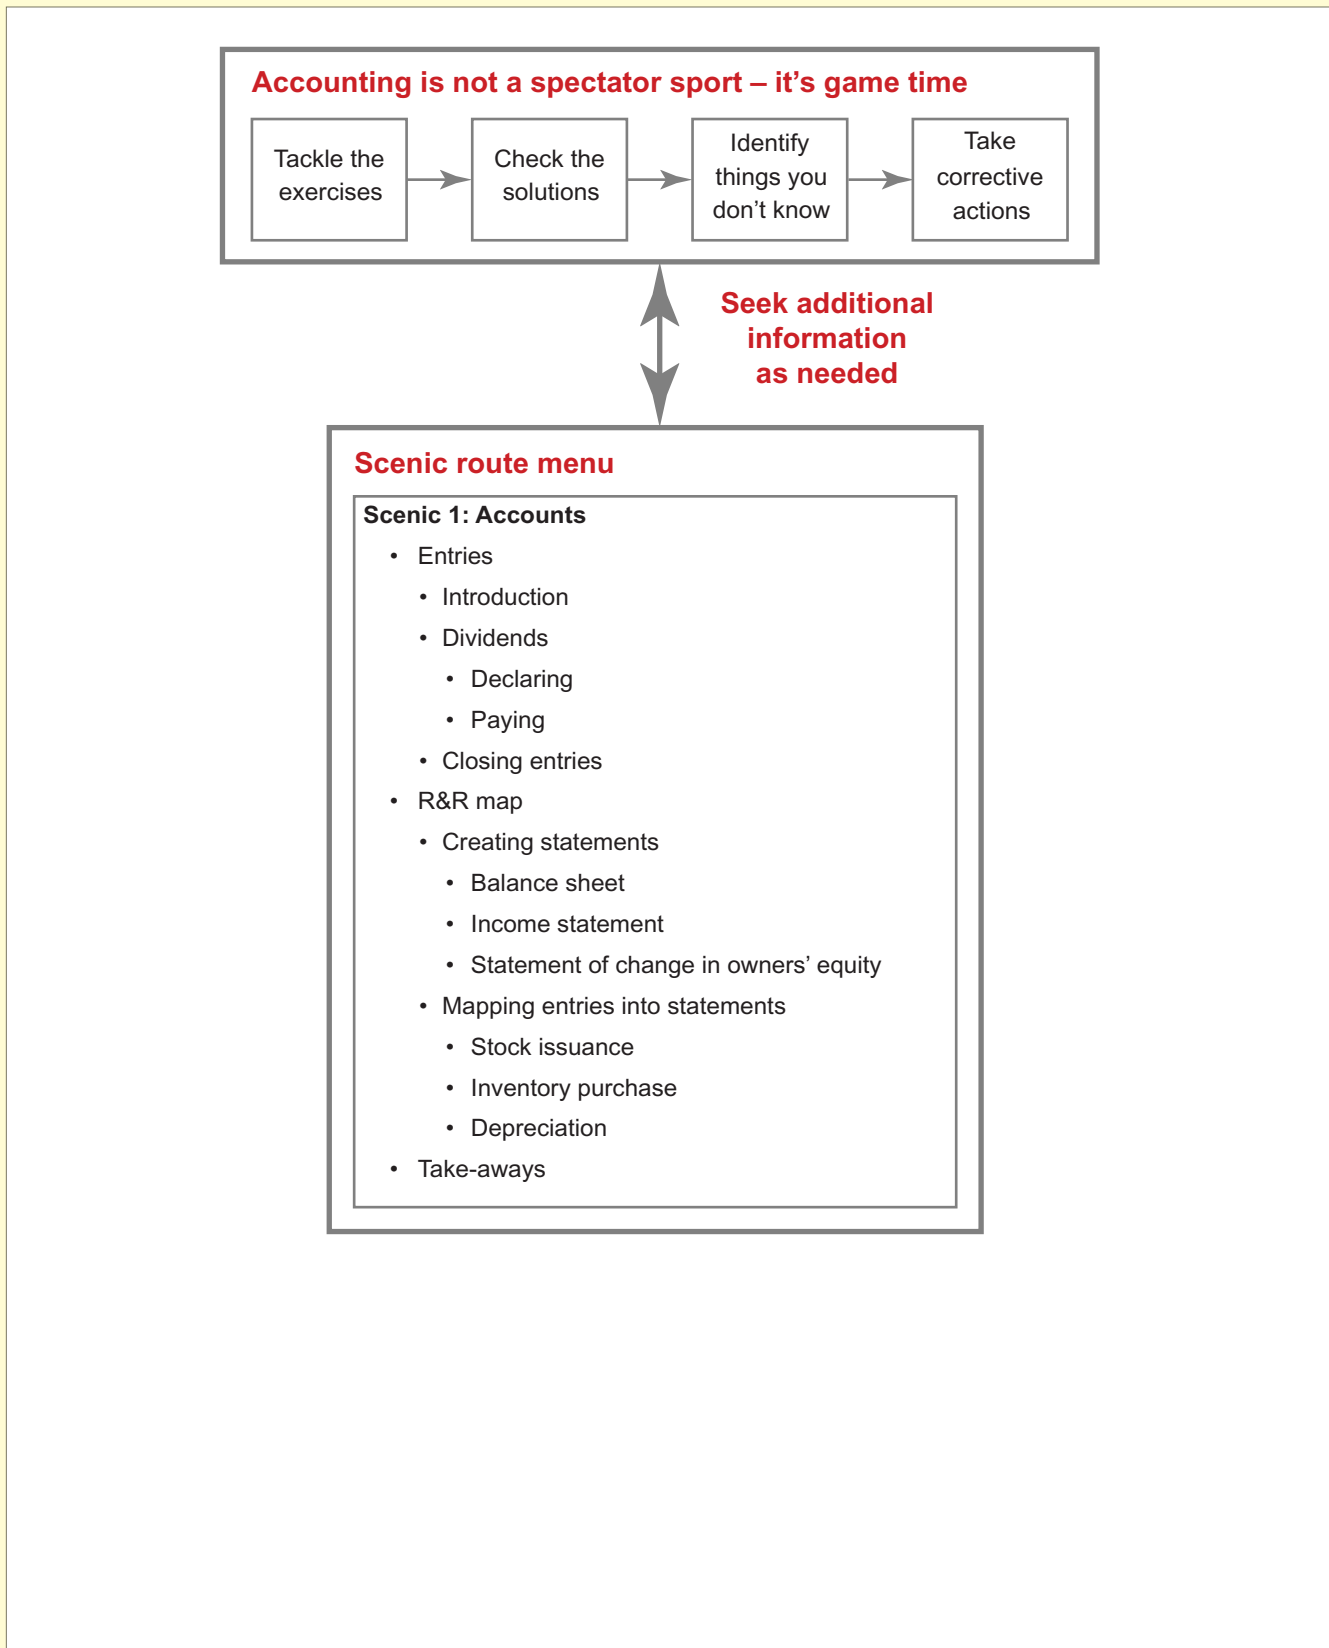 Accounting is not a spectator sport – it’s game time
Tackle the
exercises
Check the
solutions
Identify
things you
don’t know
Take
corrective
actions
Seek additional
information
as needed
Scenic route menu
Scenic 1: Accounts
• Entries
• Introduction
• Dividends
• Declaring
• Paying
• Closing entries
• R&R map
• Creating statements
• Balance sheet
• Income statement
• Statement of change in owners’ equity
• Mapping entries into statements
• Stock issuance
• Inventory purchase
• Depreciation
• Take-aways